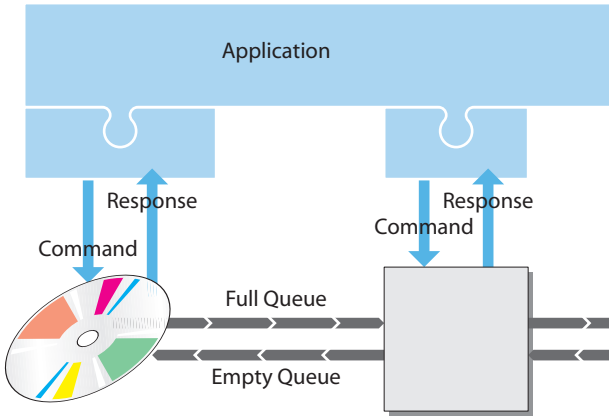 Application
Response
Command
Response
Command
Full Queue
Empty Queue